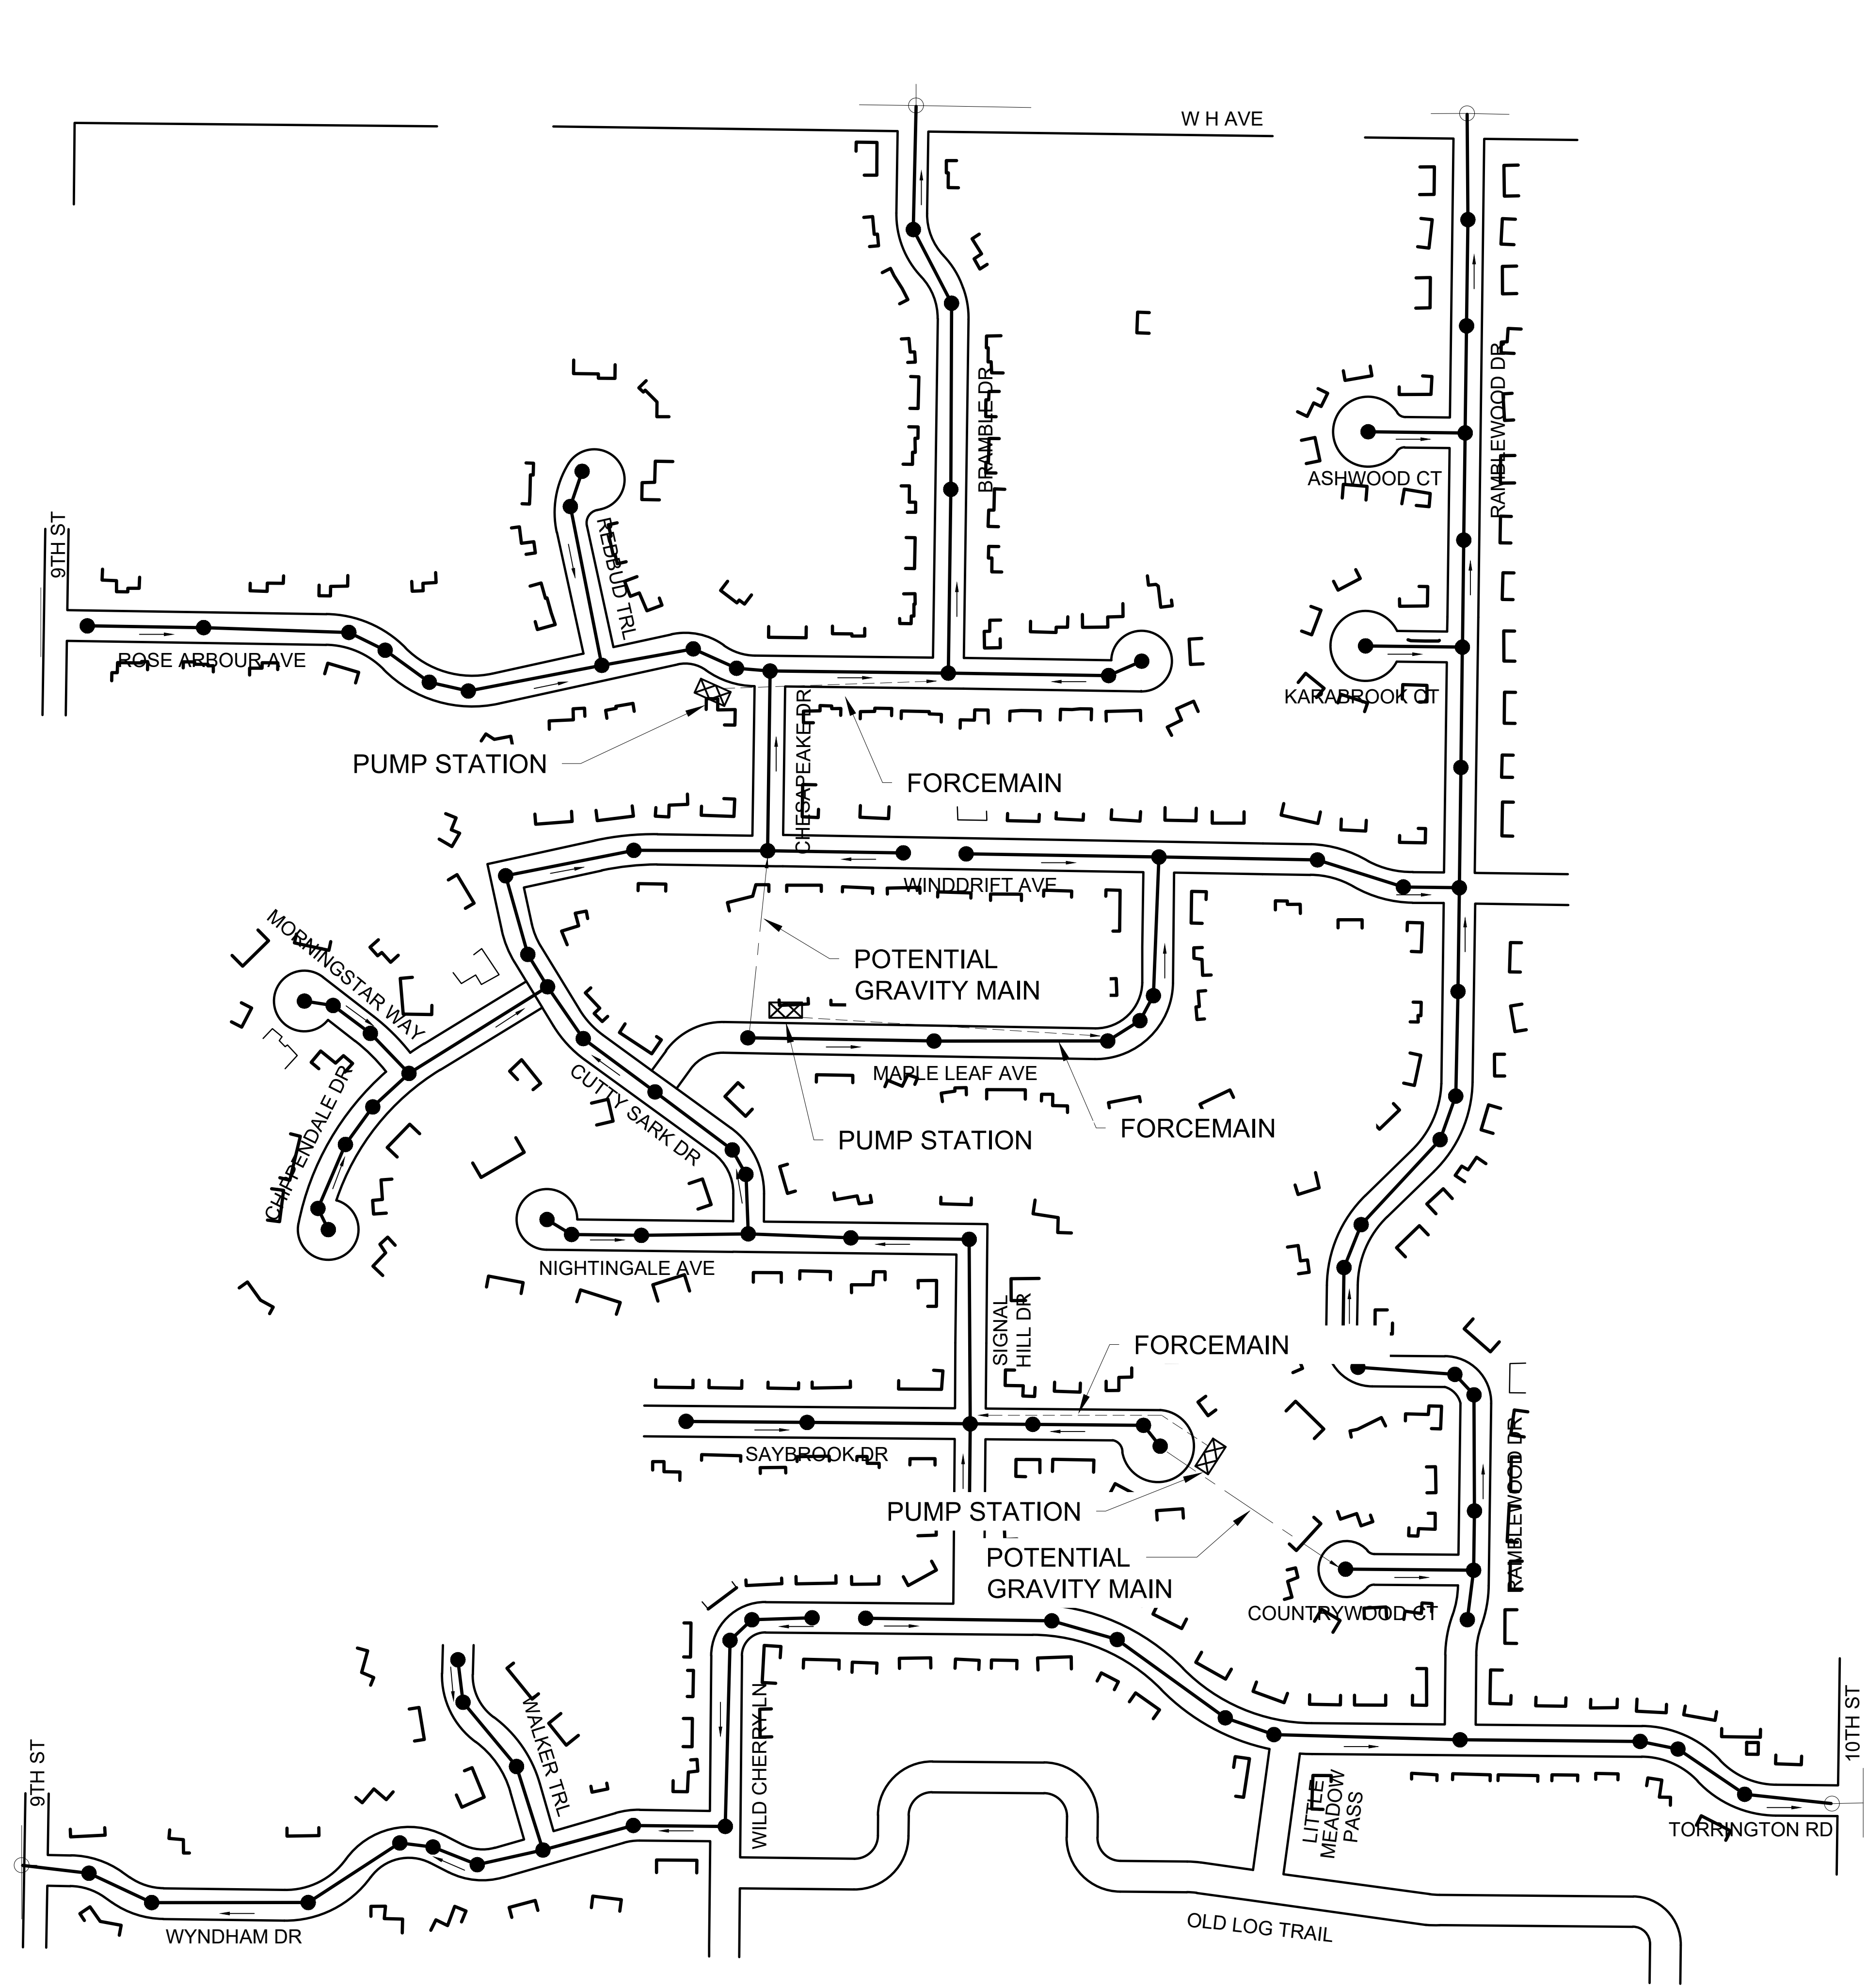 W H AVE
BRAMBLE DR
RAMBLEWOOD DR
ASHWOOD CT
9TH ST
REDBUD TRL
ROSE ARBOUR AVE
KARABROOK CT
PUMP STATION
CHESAPEAKE DR
FORCEMAIN
WINDDRIFT AVE
MORNINGSTAR WAY
POTENTIAL
GRAVITY MAIN
CHIPPENDALE DR
CUTTY SARK DR
MAPLE LEAF AVE
PUMP STATION
FORCEMAIN
NIGHTINGALE AVE
SIGNAL
HILL DR
FORCEMAIN
SAYBROOK DR
RAMBLEWOOD DR
PUMP STATION
POTENTIAL
GRAVITY MAIN
COUNTRYWOOD CT
WALKER TRL
WILD CHERRY LN
9TH ST
10TH ST
LITTLE
MEADOW
PASS
TORRINGTON RD
WYNDHAM DR
OLD LOG TRAIL